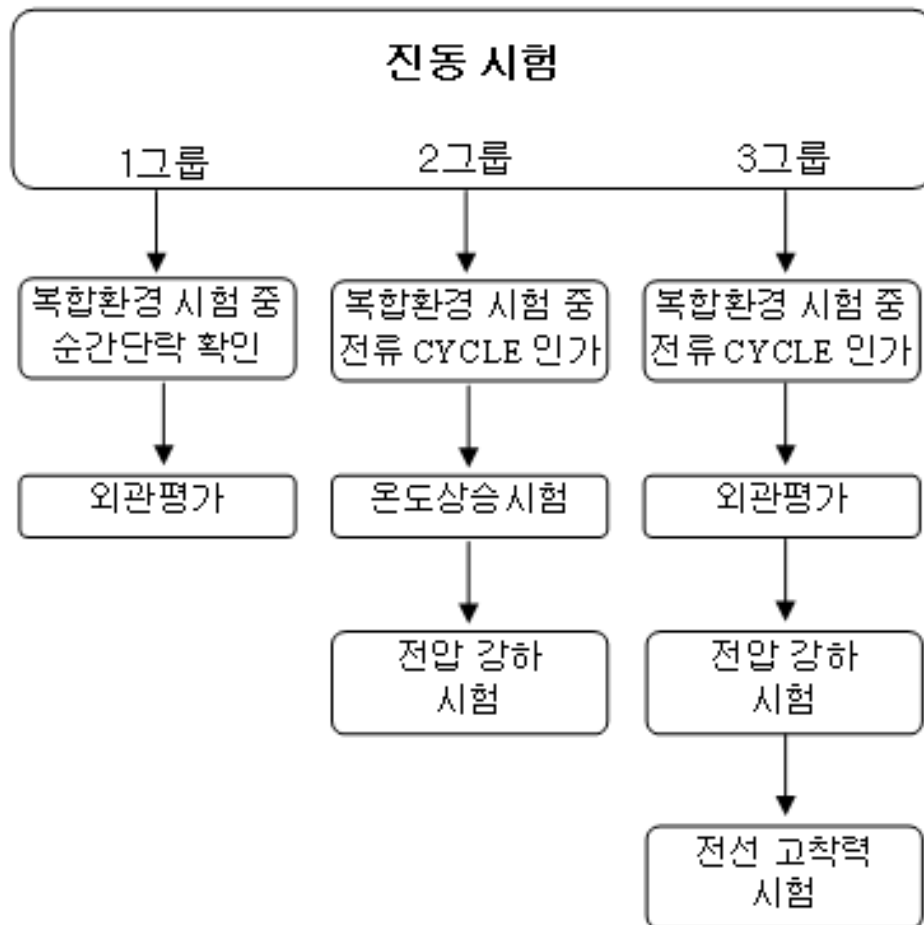 진동 시험
1그룹
2그룹
3그룹
복합환경 시험 중
순간단락 확인
복합환경 시험 중
전류 CYCLE 인가
복합환경 시험 중
전류 CYCLE 인가
외관평가
온도상승시험
외관평가
전압 강하
시험
전압 강하
시험
전선 고착력
시험